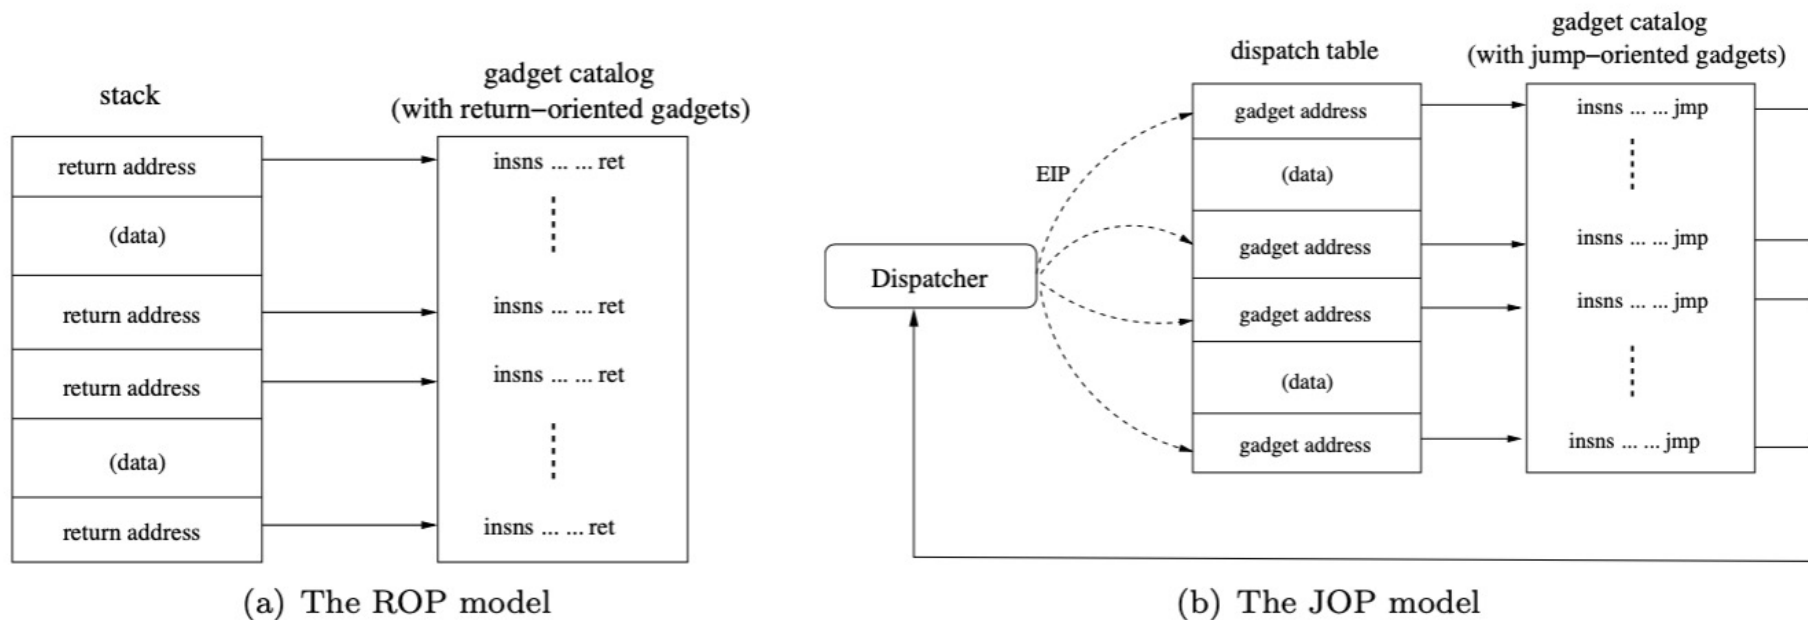 stack
gadget catalog
(with return–oriented gadgets)
return address
(data)
return address
return address
(data)
return address
insns ... ... ret
insns ... ... ret
insns ... ... ret
insns ... ... ret
(a) The ROP model
Dispatcher
EIP
dispatch table
gadget address
(data)
gadget address
gadget address
(data)
gadget address
gadget catalog
(with jump–oriented gadgets)
insns ... ... jmp
insns ... ... jmp
insns ... ... jmp
insns ... ... jmp
(b) The JOP model